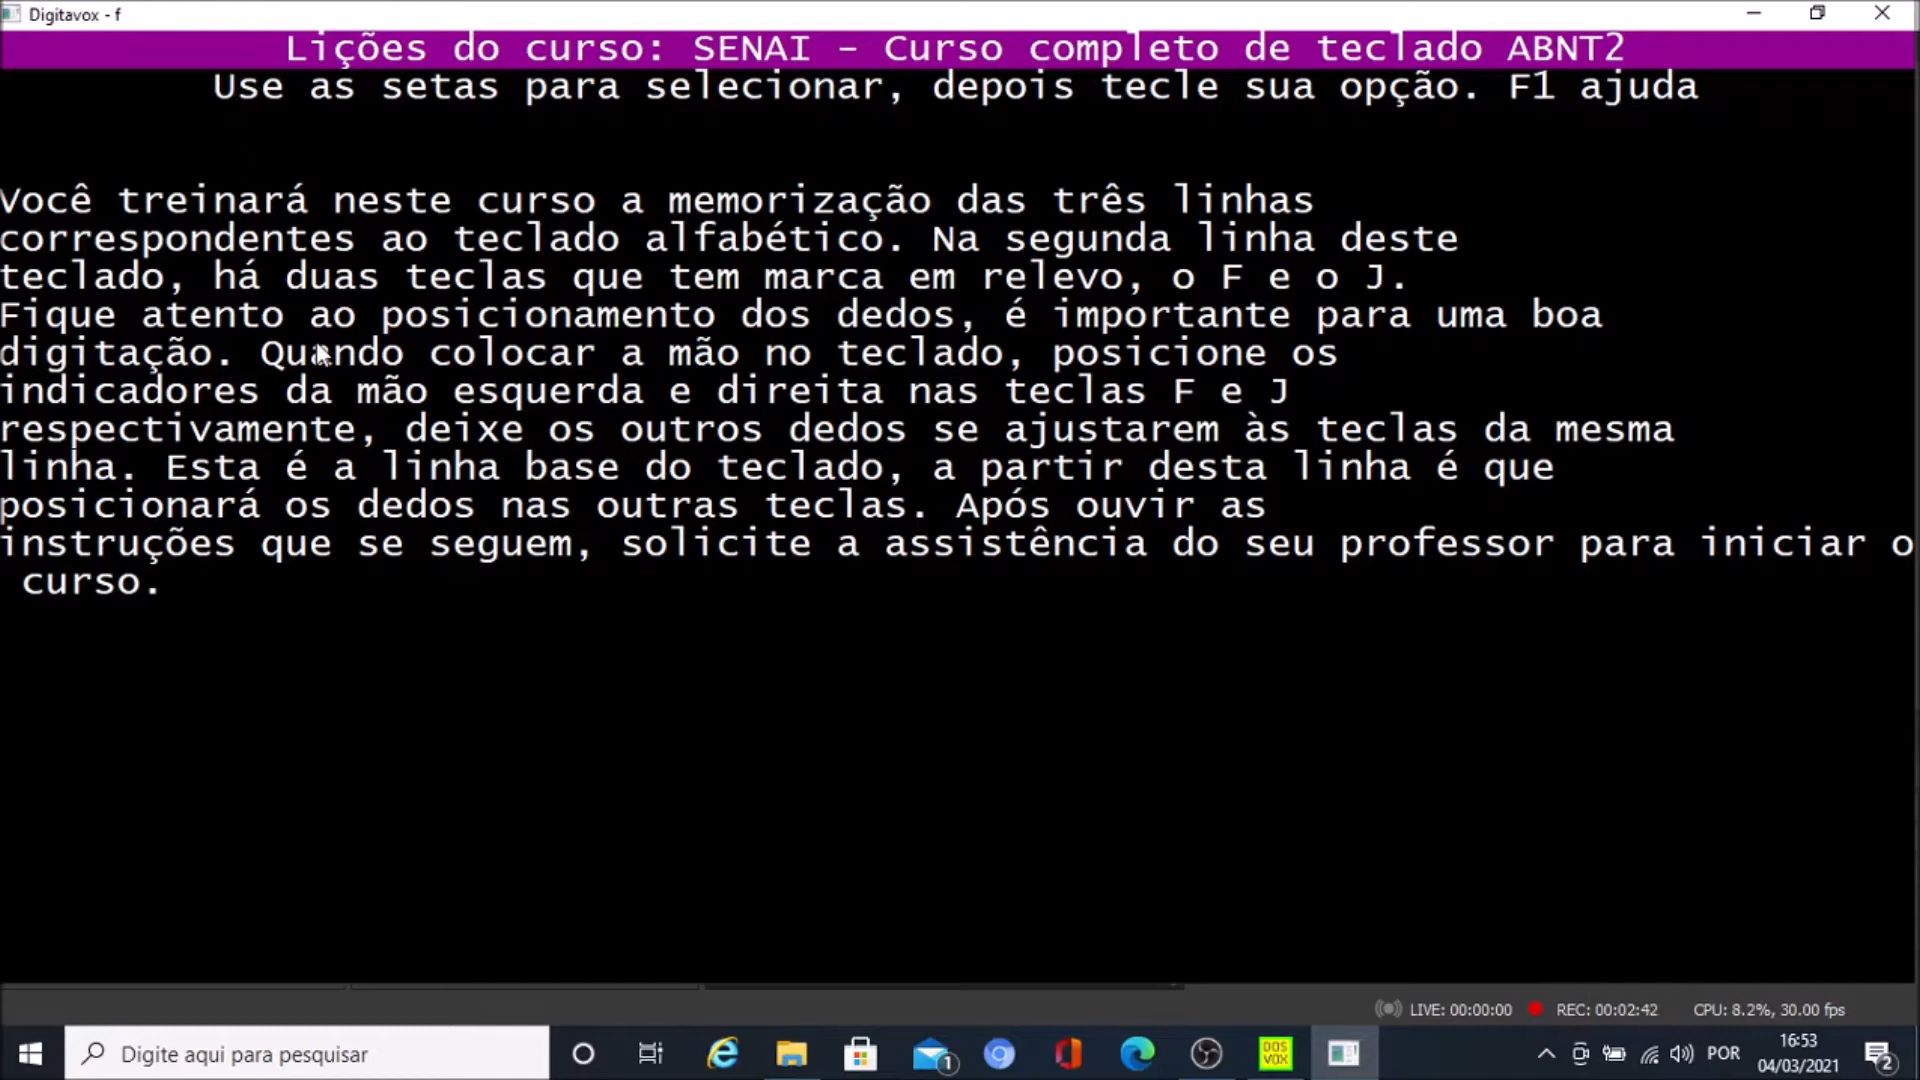 Digitavox - f
Lições do curso: SENAI - Curso completo de teclado ABNT2
Use as setas para selecionar, depois tecle sua opção. F1 ajuda
Você treinará neste curso a memorização das três linhas
correspondentes ao teclado alfabético. Na segunda linha deste
teclado, há duas teclas que tem marca em relevo, o F e o J.
Fique atento ao posicionamento dos dedos, é importante para uma boa
digitação. Quando colocar a mão no teclado, posicione os
indicadores da mão esquerda e direita nas teclas F e J
respectivamente, deixe os outros dedos se ajustarem às teclas da mesma
linha. Esta é a linha base do teclado, a partir desta linha é que
posicionará os dedos nas outras teclas. Após ouvir as
instruções que se seguem, solicite a assistência do seu professor para iniciar o
curso.
LIVE: 00:00:00 REC: 00:02:42 CPU: 8.2%, 30.00 fps
Digite aqui para pesquisar
1
DOS
VOX
POR
16:53
04/03/2021
2